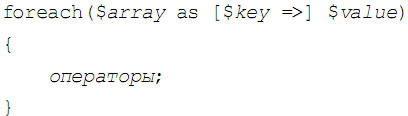 foreach($array as [$key =>] $value)
{
операторы;
}